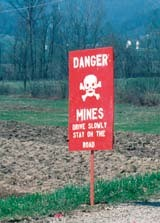 DANGER
MINES
DRIVE SLOWLY
STAY ON THE
ROAD